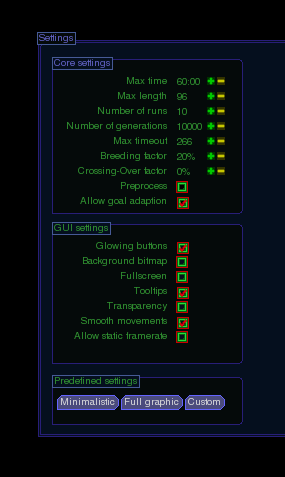 Settings
Core settings
Max time 60:00
Max length 96
Number of runs 10
Number of generations 10000
Max timeout 266
Breeding factor 20%
Crossing-Over factor 0%
Preprocess
Allow goal adaption
GUI settings
Glowing buttons
Background bitmap
Fullscreen
Tooltips
Transparency
Smooth movements
Allow static framerate
Predefined settings
Minimalistic Full graphic Custom